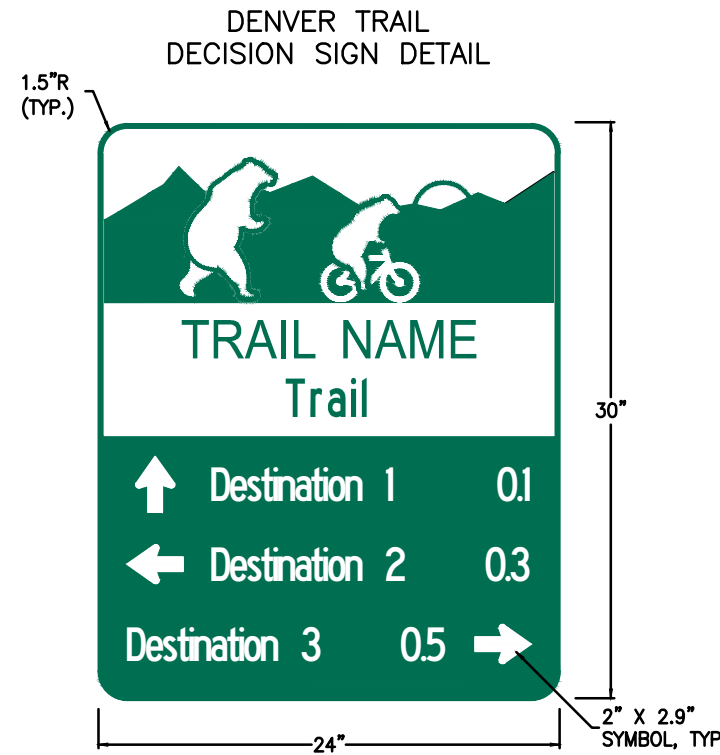 DENVER TRAIL
DECISION SIGN DETAIL
1.5"R
(TYP.)
TRAIL NAME
Trail
30"
Destination 1 0.1
Destination 2 0.3
Destination 3 0.5
2" X 2.9"
SYMBOL, TYP
24"